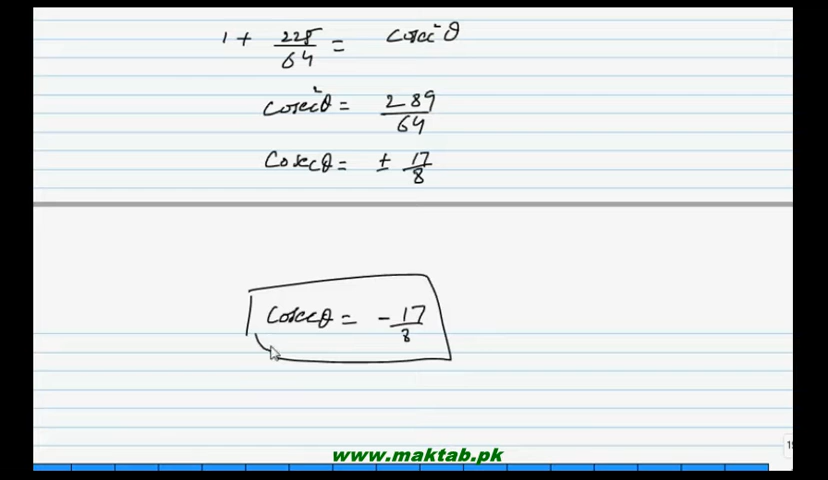 1 + 225/64 = cosec²θ
cosec²θ = 289/64
cosecθ = ± 17/8
cosecθ = - 17/8
www.maktab.pk